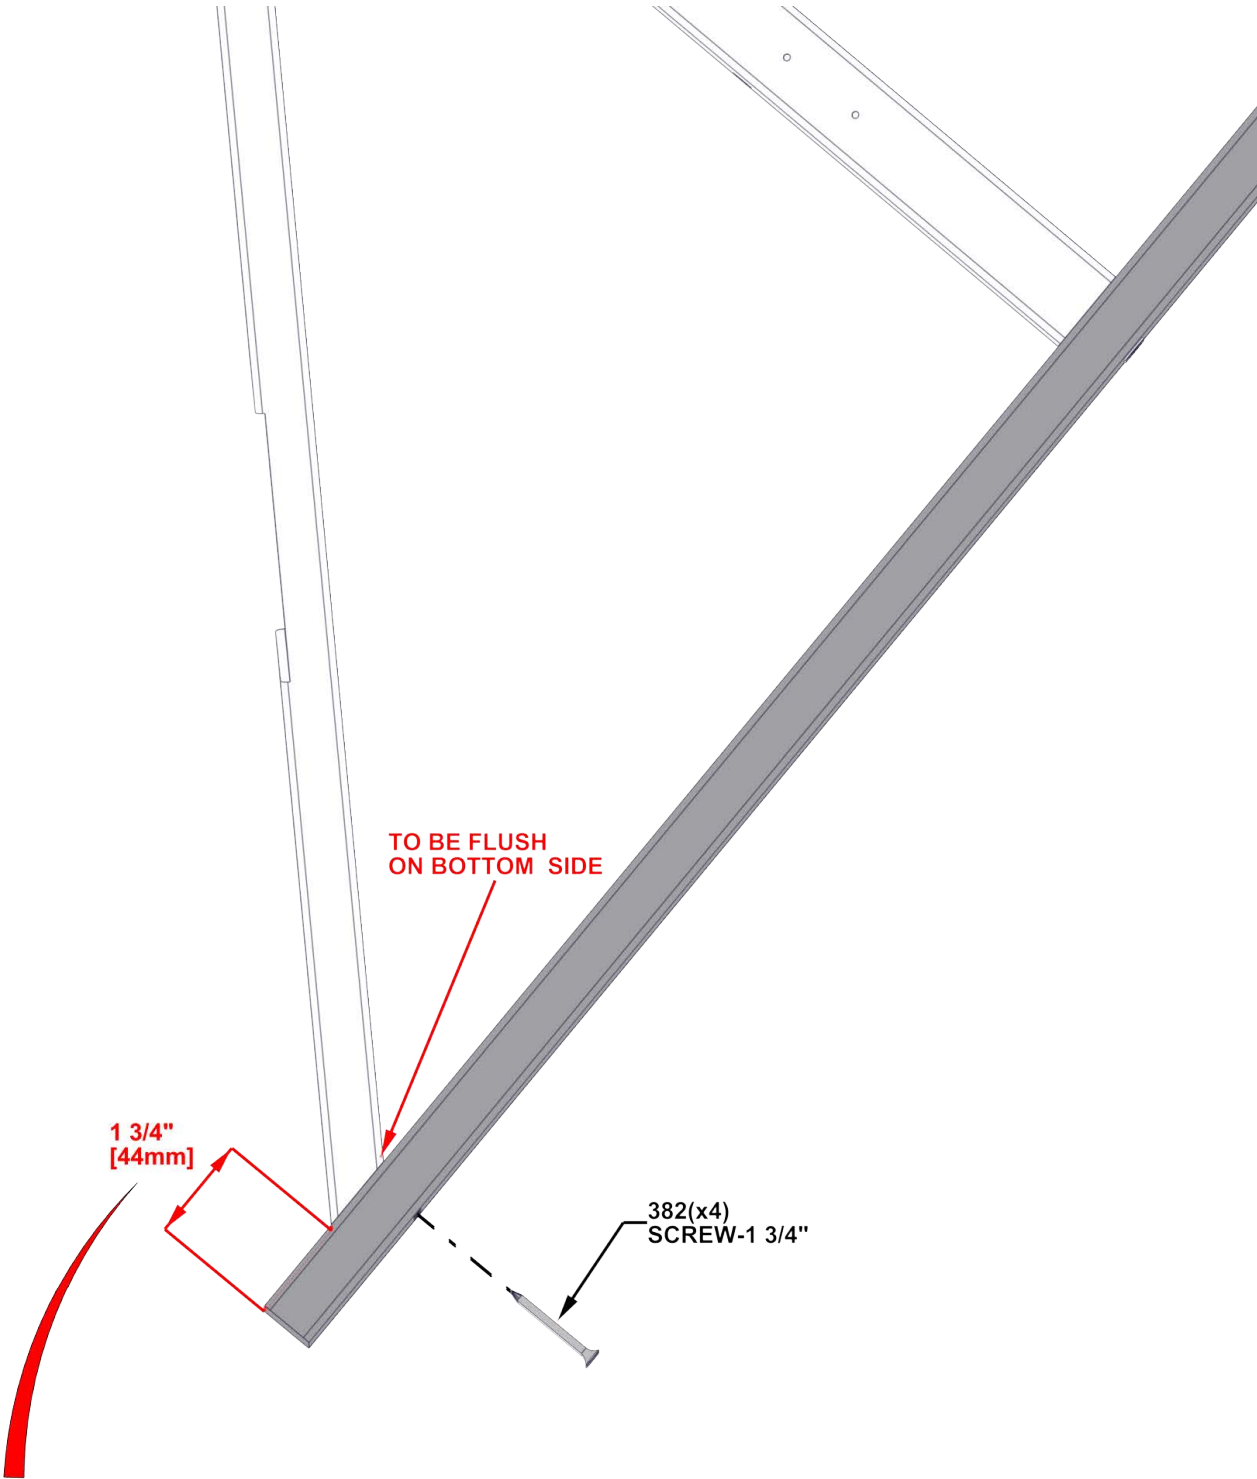 TO BE FLUSH
ON BOTTOM SIDE
1 3/4"
[44mm]
382(x4)
SCREW-1 3/4"